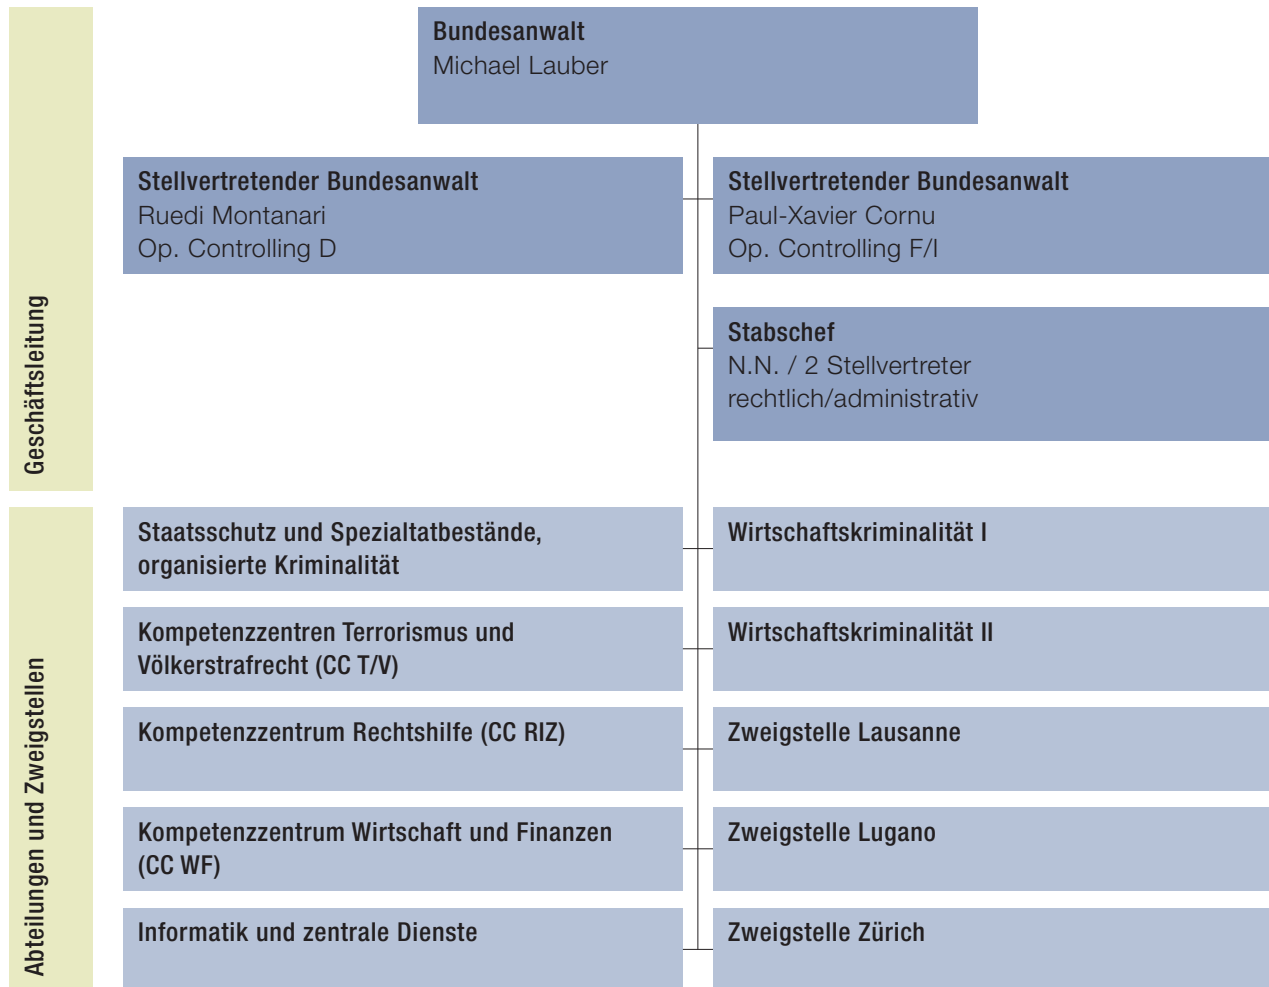 Geschäftsleitung
Bundesanwalt
Michael Lauber
Stellvertretender Bundesanwalt
Ruedi Montanari
Op. Controlling D
Stellvertretender Bundesanwalt
Paul-Xavier Cornu
Op. Controlling F/I
Stabschef
N.N. / 2 Stellvertreter
rechtlich/administrativ
Abteilungen und Zweigstellen
Staatsschutz und Spezialtatbestände,
organisierte Kriminalität
Wirtschaftskriminalität I
Kompetenzzentren Terrorismus und
Völkerstrafrecht (CC T/V)
Wirtschaftskriminalität II
Kompetenzzentrum Rechtshilfe (CC RIZ)
Zweigstelle Lausanne
Kompetenzzentrum Wirtschaft und Finanzen
(CC WF)
Zweigstelle Lugano
Informatik und zentrale Dienste
Zweigstelle Zürich